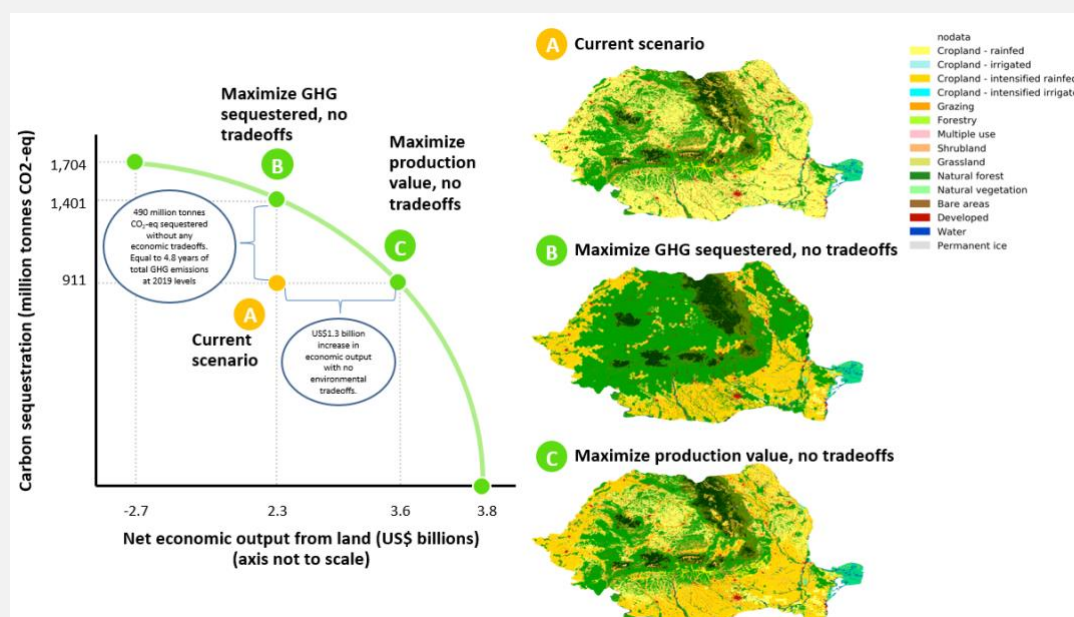 Maximize GHG
sequestered, no
tradeoffs
B
Maximize
production
value, no
tradeoffs
C
Carbon sequestration (million tonnes CO2-eq)
1,704
1,401
911
490 million tonnes
CO₂-eq sequestered
without any
economic tradeoffs.
Equal to 4.8 years of
total GHG emissions
at 2019 levels
A
Current
scenario
US$1.3 billion
increase in
economic output
with no
environmental
tradeoffs.
-2.7
2.3
3.6
3.8
Net economic output from land (US$ billions)
(axis not to scale)
A Current scenario
B Maximize GHG sequestered, no tradeoffs
C Maximize production value, no tradeoffs
nodata
Cropland - rainfed
Cropland - irrigated
Cropland - intensified rainfed
Cropland - intensified irrigate
Grazing
Forestry
Multiple use
Shrubland
Grassland
Natural forest
Natural vegetation
Bare areas
Developed
Water
Permanent ice